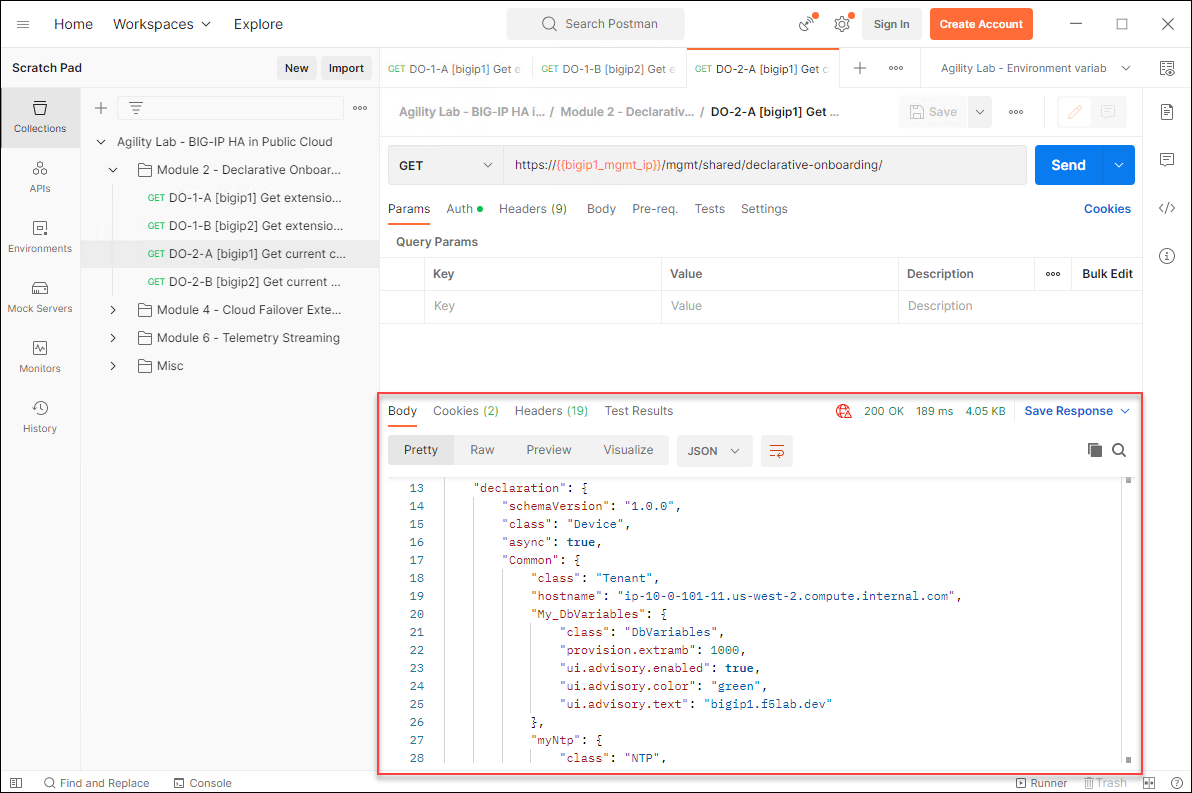 Home Workspaces Explore Search Postman Sign In Create Account
Scratch Pad New Import
GET DO-1-A [bigip1] Get e GET DO-1-B [bigip2] Get e GET DO-2-A [bigip1] Get c Agility Lab - Environment variab
Collections
APIs
Environments
Mock Servers
Monitors
History
Agility Lab - BIG-IP HA in Public Cloud
Module 2 - Declarative Onboar...
GET DO-1-A [bigip1] Get extensio...
GET DO-1-B [bigip2] Get extensio...
GET DO-2-A [bigip1] Get current c...
GET DO-2-B [bigip2] Get current ...
Module 4 - Cloud Failover Exte...
Module 6 - Telemetry Streaming
Misc
Agility Lab - BIG-IP HA i... / Module 2 - Declarativ... / DO-2-A [bigip1] Get ... Save
GET https://{{bigip1_mgmt_ip}}/mgmt/shared/declarative-onboarding/ Send
Params Auth Headers (9) Body Pre-req. Tests Settings Cookies
Query Params
Key Value Description Bulk Edit
Key Value Description
Body Cookies (2) Headers (19) Test Results 200 OK 189 ms 4.05 KB Save Response
Pretty Raw Preview Visualize JSON
13 "declaration": {
14 "schemaVersion": "1.0.0",
15 "class": "Device",
16 "async": true,
17 "Common": {
18 "class": "Tenant",
19 "hostname": "ip-10-0-101-11.us-west-2.compute.internal.com",
20 "My_DbVariables": {
21 "class": "DbVariables",
22 "provision.extramb": 1000,
23 "ui.advisory.enabled": true,
24 "ui.advisory.color": "green",
25 "ui.advisory.text": "bigip1.f5lab.dev"
26 },
27 "myNtp": {
28 "class": "NTP",
Find and Replace Console Runner Trash